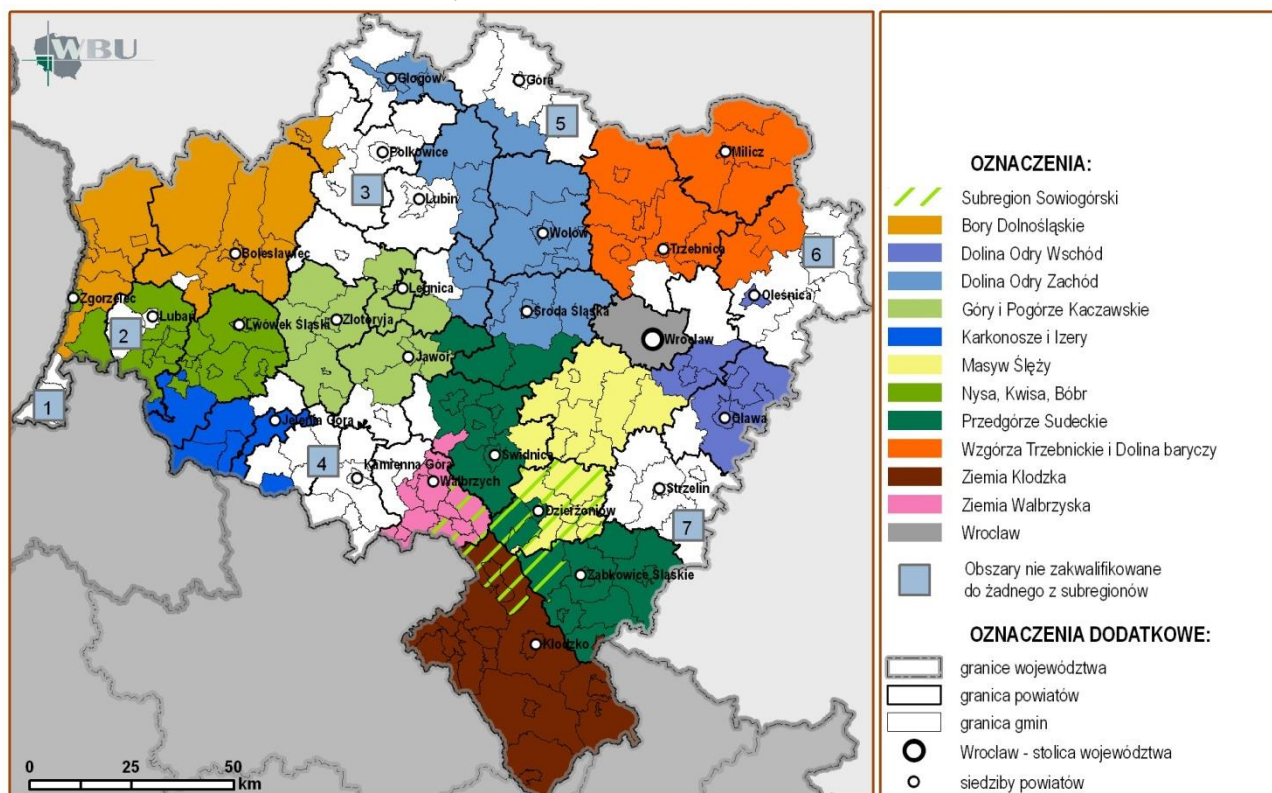 WBU
Głogów
Góra
5
Polkowice
Milicz
3
Lubin
Wołów
Trzebnica
6
Bolesławiec
Legnica
Oleśnica
Zgorzelec
Lubań
2
Lwówek Śląski
Złotoryja
Środa Śląska
Wrocław
Jawor
1
Jelenia Góra
Oława
4
Kamienna Góra
Świdnica
Wałbrzych
Strzelin
Dzierżoniów
7
Ząbkowice Śląskie
Kłodzko
0 25 50
km
OZNACZENIA:
Subregion Sowiogórski
Bory Dolnośląskie
Dolina Odry Wschód
Dolina Odry Zachód
Góry i Pogórze Kaczawskie
Karkonosze i Izery
Masyw Ślęży
Nysa, Kwisa, Bóbr
Przedgórze Sudeckie
Wzgórza Trzebnickie i Dolina baryczy
Ziemia Kłodzka
Ziemia Wałbrzyska
Wrocław
Obszary nie zakwalifikowane
do żadnego z subregionów
OZNACZENIA DODATKOWE:
granice województwa
granica powiatów
granica gmin
Wrocław - stolica województwa
siedziby powiatów